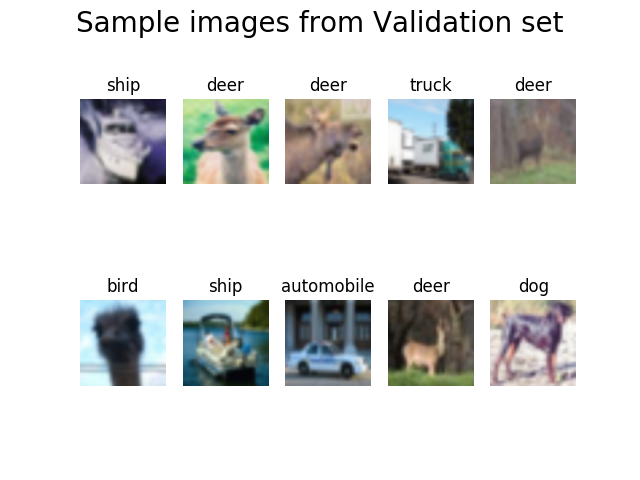 Sample images from Validation set
ship deer deer truck deer
bird ship automobile deer dog